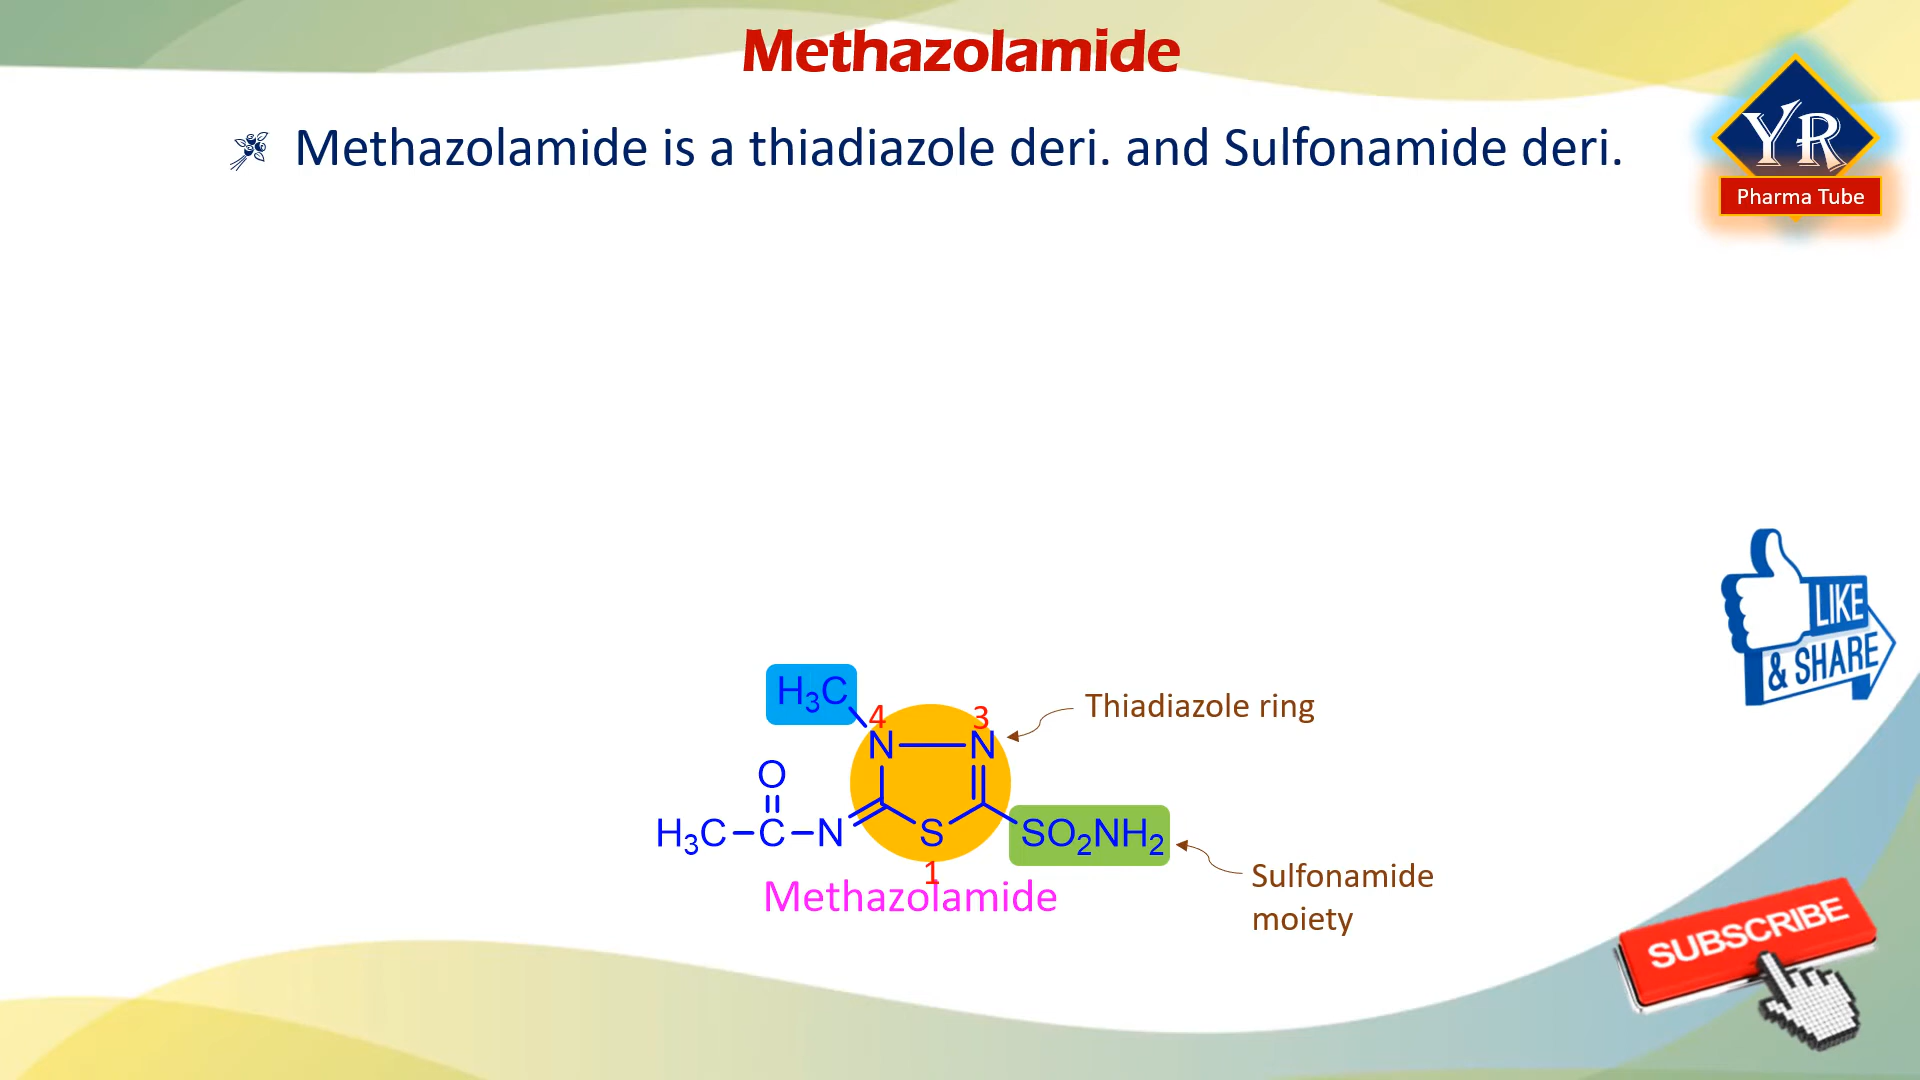 Methazolamide
Methazolamide is a thiadiazole deri. and Sulfonamide deri.
YR
Pharma Tube
LIKE
& SHARE
H3C
4 3
Thiadiazole ring
N N
O
H3C C N S SO2NH2
1
Methazolamide
Sulfonamide
moiety
SUBSCRIBE